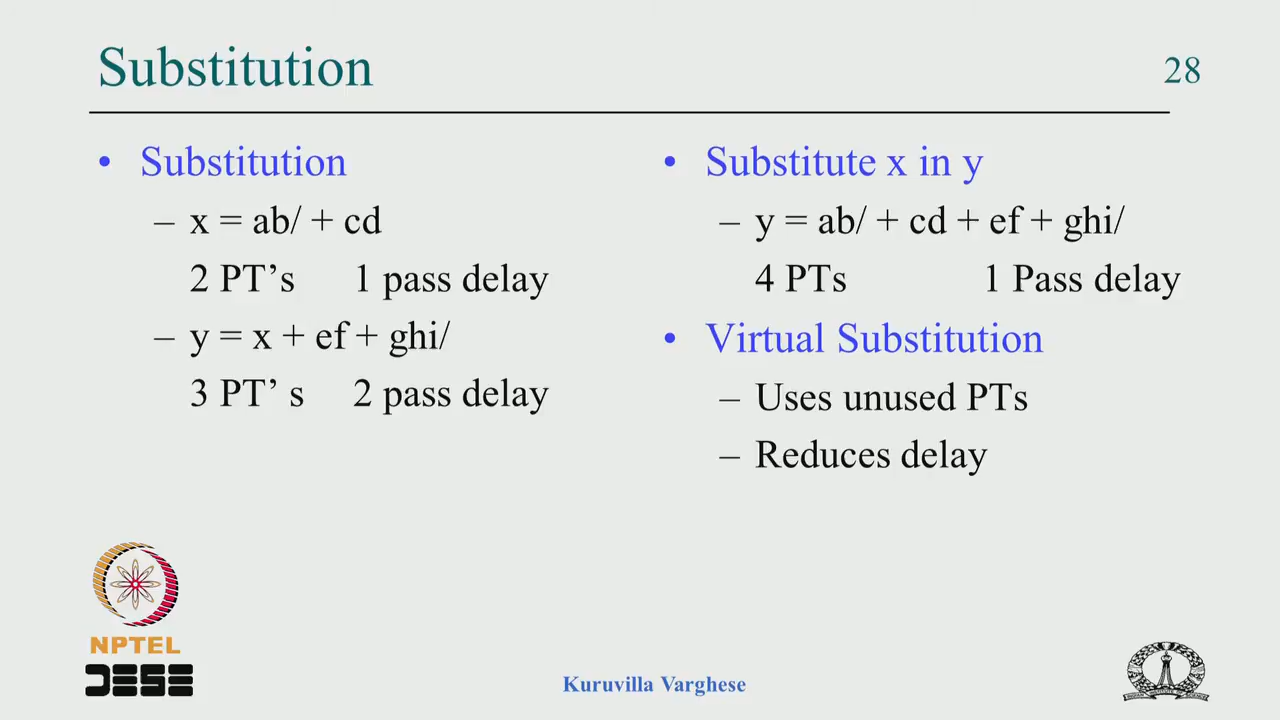 Substitution
28
• Substitution
– x = ab/ + cd
2 PT’s 1 pass delay
– y = x + ef + ghi/
3 PT’ s 2 pass delay
• Substitute x in y
– y = ab/ + cd + ef + ghi/
4 PTs 1 Pass delay
• Virtual Substitution
– Uses unused PTs
– Reduces delay
NPTEL
DESE
Kuruvilla Varghese